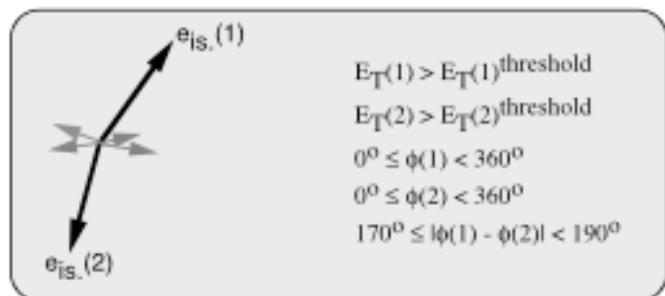 e_is.(1)
E_T(1) > E_T(1)^threshold
E_T(2) > E_T(2)^threshold
0° ≤ ϕ(1) < 360°
0° ≤ ϕ(2) < 360°
170° ≤ |ϕ(1) - ϕ(2)| < 190°
e_is.(2)